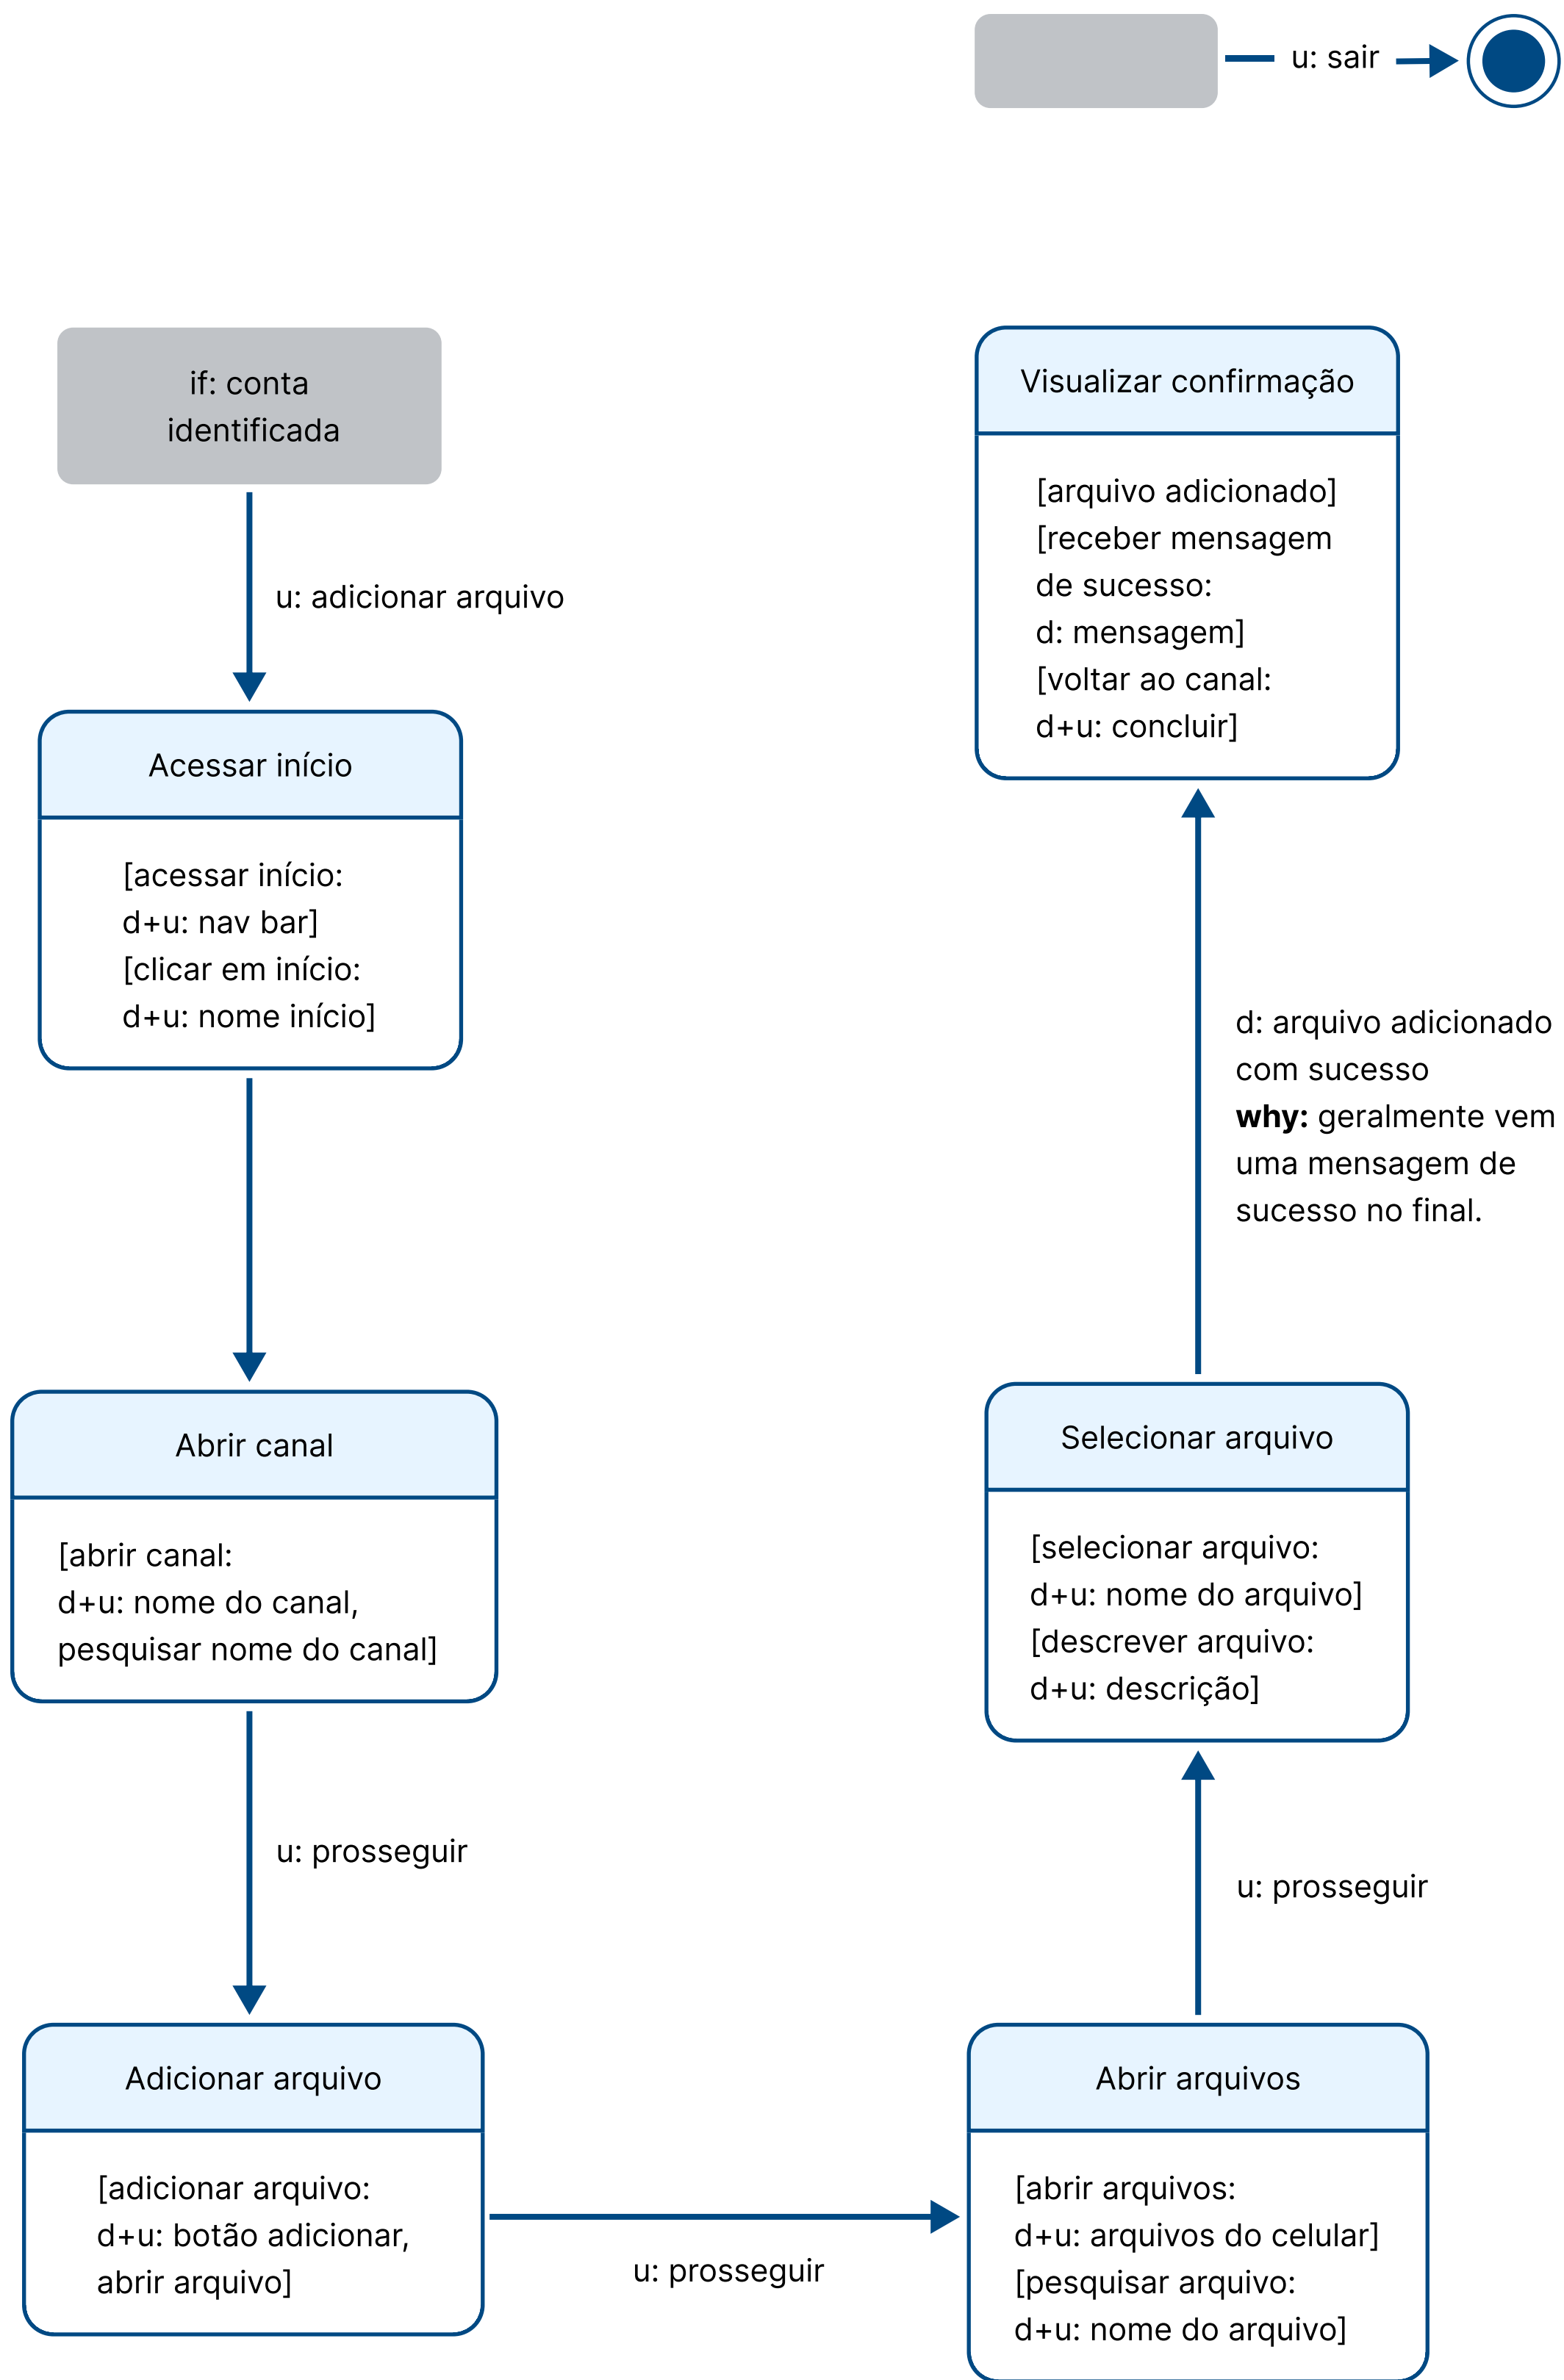 u: sair
if: conta
identificada
u: adicionar arquivo
Acessar início
[acessar início:
d+u: nav bar]
[clicar em início:
d+u: nome início]
Abrir canal
[abrir canal:
d+u: nome do canal,
pesquisar nome do canal]
u: prosseguir
Adicionar arquivo
[adicionar arquivo:
d+u: botão adicionar,
abrir arquivo]
u: prosseguir
Abrir arquivos
[abrir arquivos:
d+u: arquivos do celular]
[pesquisar arquivo:
d+u: nome do arquivo]
u: prosseguir
Selecionar arquivo
[selecionar arquivo:
d+u: nome do arquivo]
[descrever arquivo:
d+u: descrição]
d: arquivo adicionado
com sucesso
why: geralmente vem
uma mensagem de
sucesso no final.
Visualizar confirmação
[arquivo adicionado]
[receber mensagem
de sucesso:
d: mensagem]
[voltar ao canal:
d+u: concluir]